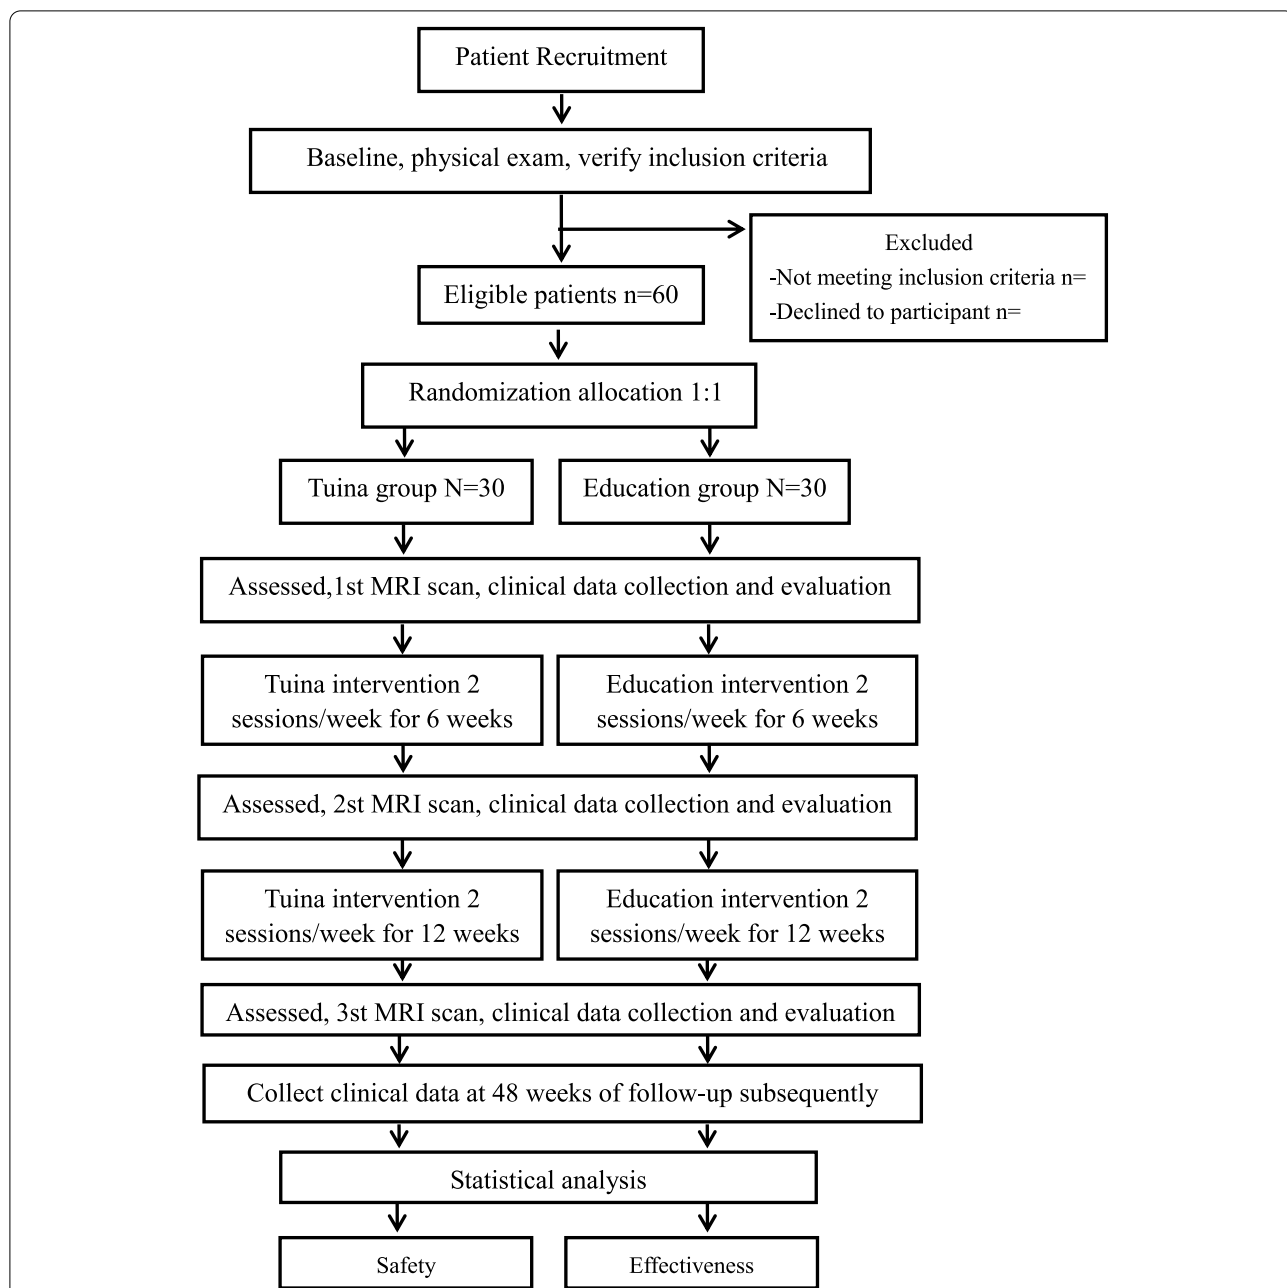 Patient Recruitment
Baseline, physical exam, verify inclusion criteria
Excluded
-Not meeting inclusion criteria n=
-Declined to participant n=
Eligible patients n=60
Randomization allocation 1:1
Tuina group N=30
Education group N=30
Assessed,1st MRI scan, clinical data collection and evaluation
Tuina intervention 2
sessions/week for 6 weeks
Education intervention 2
sessions/week for 6 weeks
Assessed, 2st MRI scan, clinical data collection and evaluation
Tuina intervention 2
sessions/week for 12 weeks
Education intervention 2
sessions/week for 12 weeks
Assessed, 3st MRI scan, clinical data collection and evaluation
Collect clinical data at 48 weeks of follow-up subsequently
Statistical analysis
Safety
Effectiveness